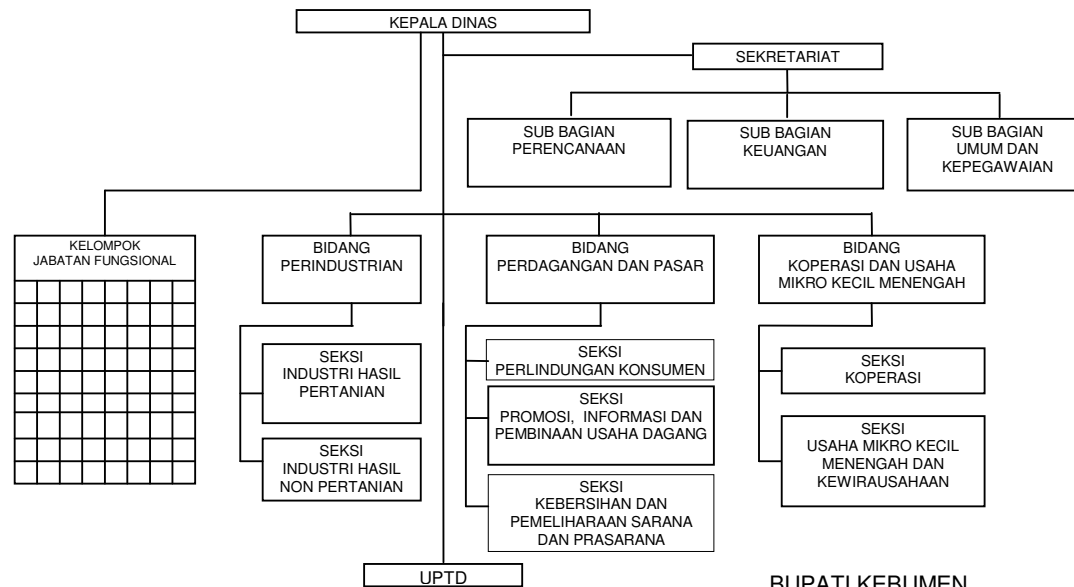 KEPALA DINAS
SEKRETARIAT
SUB BAGIAN
PERENCANAAN
SUB BAGIAN
KEUANGAN
SUB BAGIAN
UMUM DAN
KEPEGAWAIAN
KELOMPOK
JABATAN FUNGSIONAL
BIDANG
PERINDUSTRIAN
BIDANG
PERDAGANGAN DAN PASAR
BIDANG
KOPERASI DAN USAHA
MIKRO KECIL MENENGAH
SEKSI
INDUSTRI HASIL
PERTANIAN
SEKSI
INDUSTRI HASIL
NON PERTANIAN
SEKSI
PERLINDUNGAN KONSUMEN
SEKSI
PROMOSI, INFORMASI DAN
PEMBINAAN USAHA DAGANG
SEKSI
KEBERSIHAN DAN
PEMELIHARAAN SARANA
DAN PRASARANA
SEKSI
KOPERASI
SEKSI
USAHA MIKRO KECIL
MENENGAH DAN
KEWIRAUSAHAAN
UPTD
BUPATI KEBUMEN